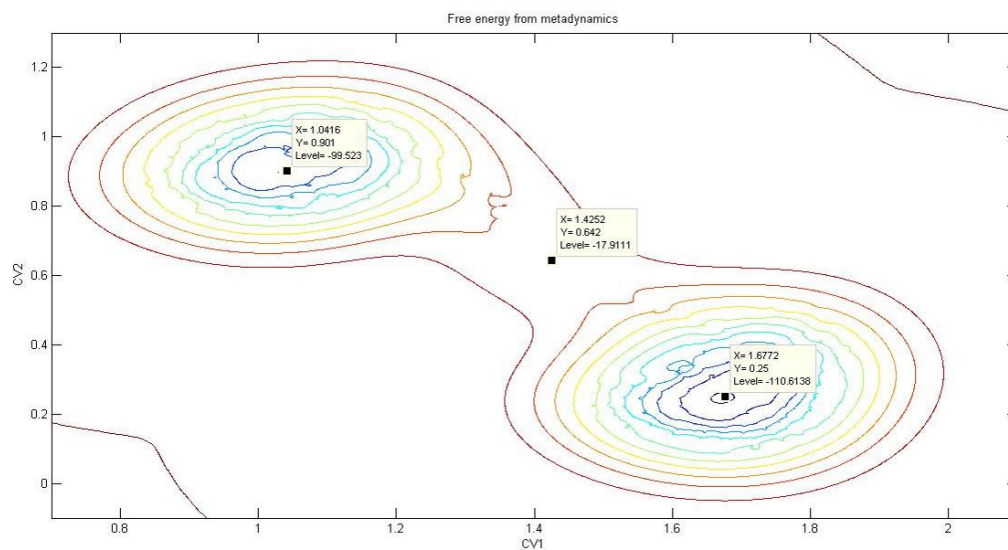 Free energy from metadynamics
1.2
1
0.8
0.6
0.4
0.2
0
CV2
X= 1.0416
Y= 0.901
Level= -99.523
X= 1.4252
Y= 0.642
Level= -17.9111
X= 1.6772
Y= 0.25
Level= -110.6138
0.8
1
1.2
1.4
1.6
1.8
2
CV1